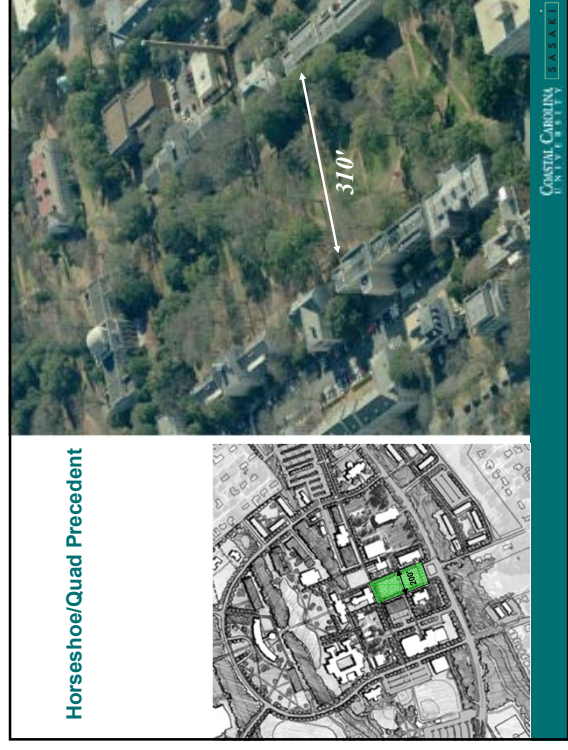 Horseshoe/Quad Precedent
310'
200'
COASTAL CAROLINA
UNIVERSITY
SASAKI